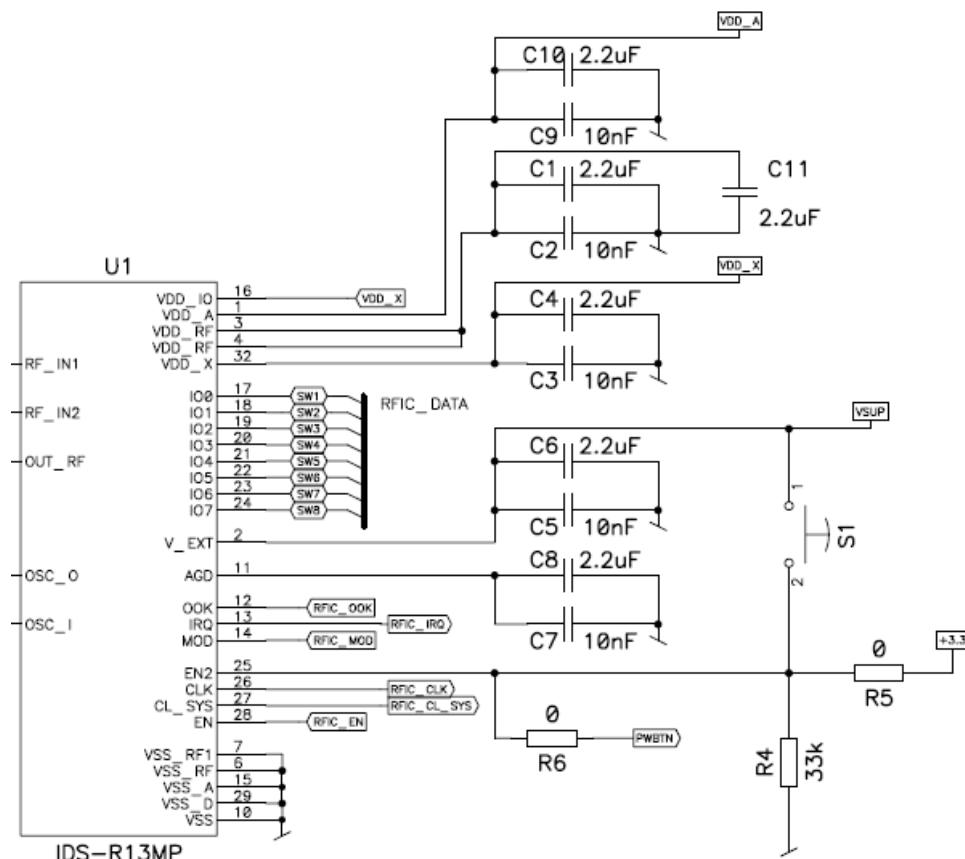 VDD_A
C10 2.2uF
C9 10nF
C1 2.2uF
C11
2.2uF
C2 10nF
U1
VDD_X
VDD_IO 16 VDD_X
VDD_A 1
VDD_RF 3
VDD_RF 4
VDD_X 32
C4 2.2uF
C3 10nF
RF_IN1
RF_IN2
OUT_RF
OSC_O
OSC_I
IO0 17 SW1
IO1 18 SW2
IO2 19 SW3
IO3 20 SW4
IO4 21 SW5
IO5 22 SW6
IO6 23 SW7
IO7 24 SW8
RFIC_DATA
VSUP
C6 2.2uF
C5 10nF
1
S1
2
V_EXT 2
AGD 11
C8 2.2uF
C7 10nF
OOK 12 RFIC_OOK
IRQ 13 RFIC_IRQ
MOD 14 RFIC_MOD
EN2 25
CLK 26 RFIC_CLK
CL_SYS 27 RFIC_CL_SYS
EN 28 RFIC_EN
+3.3
0
R5
0
R6
PWBTN
R4
33k
VSS_RF1 7
VSS_RF 6
VSS_A 15
VSS_D 29
VSS 10
IDS-R13MP